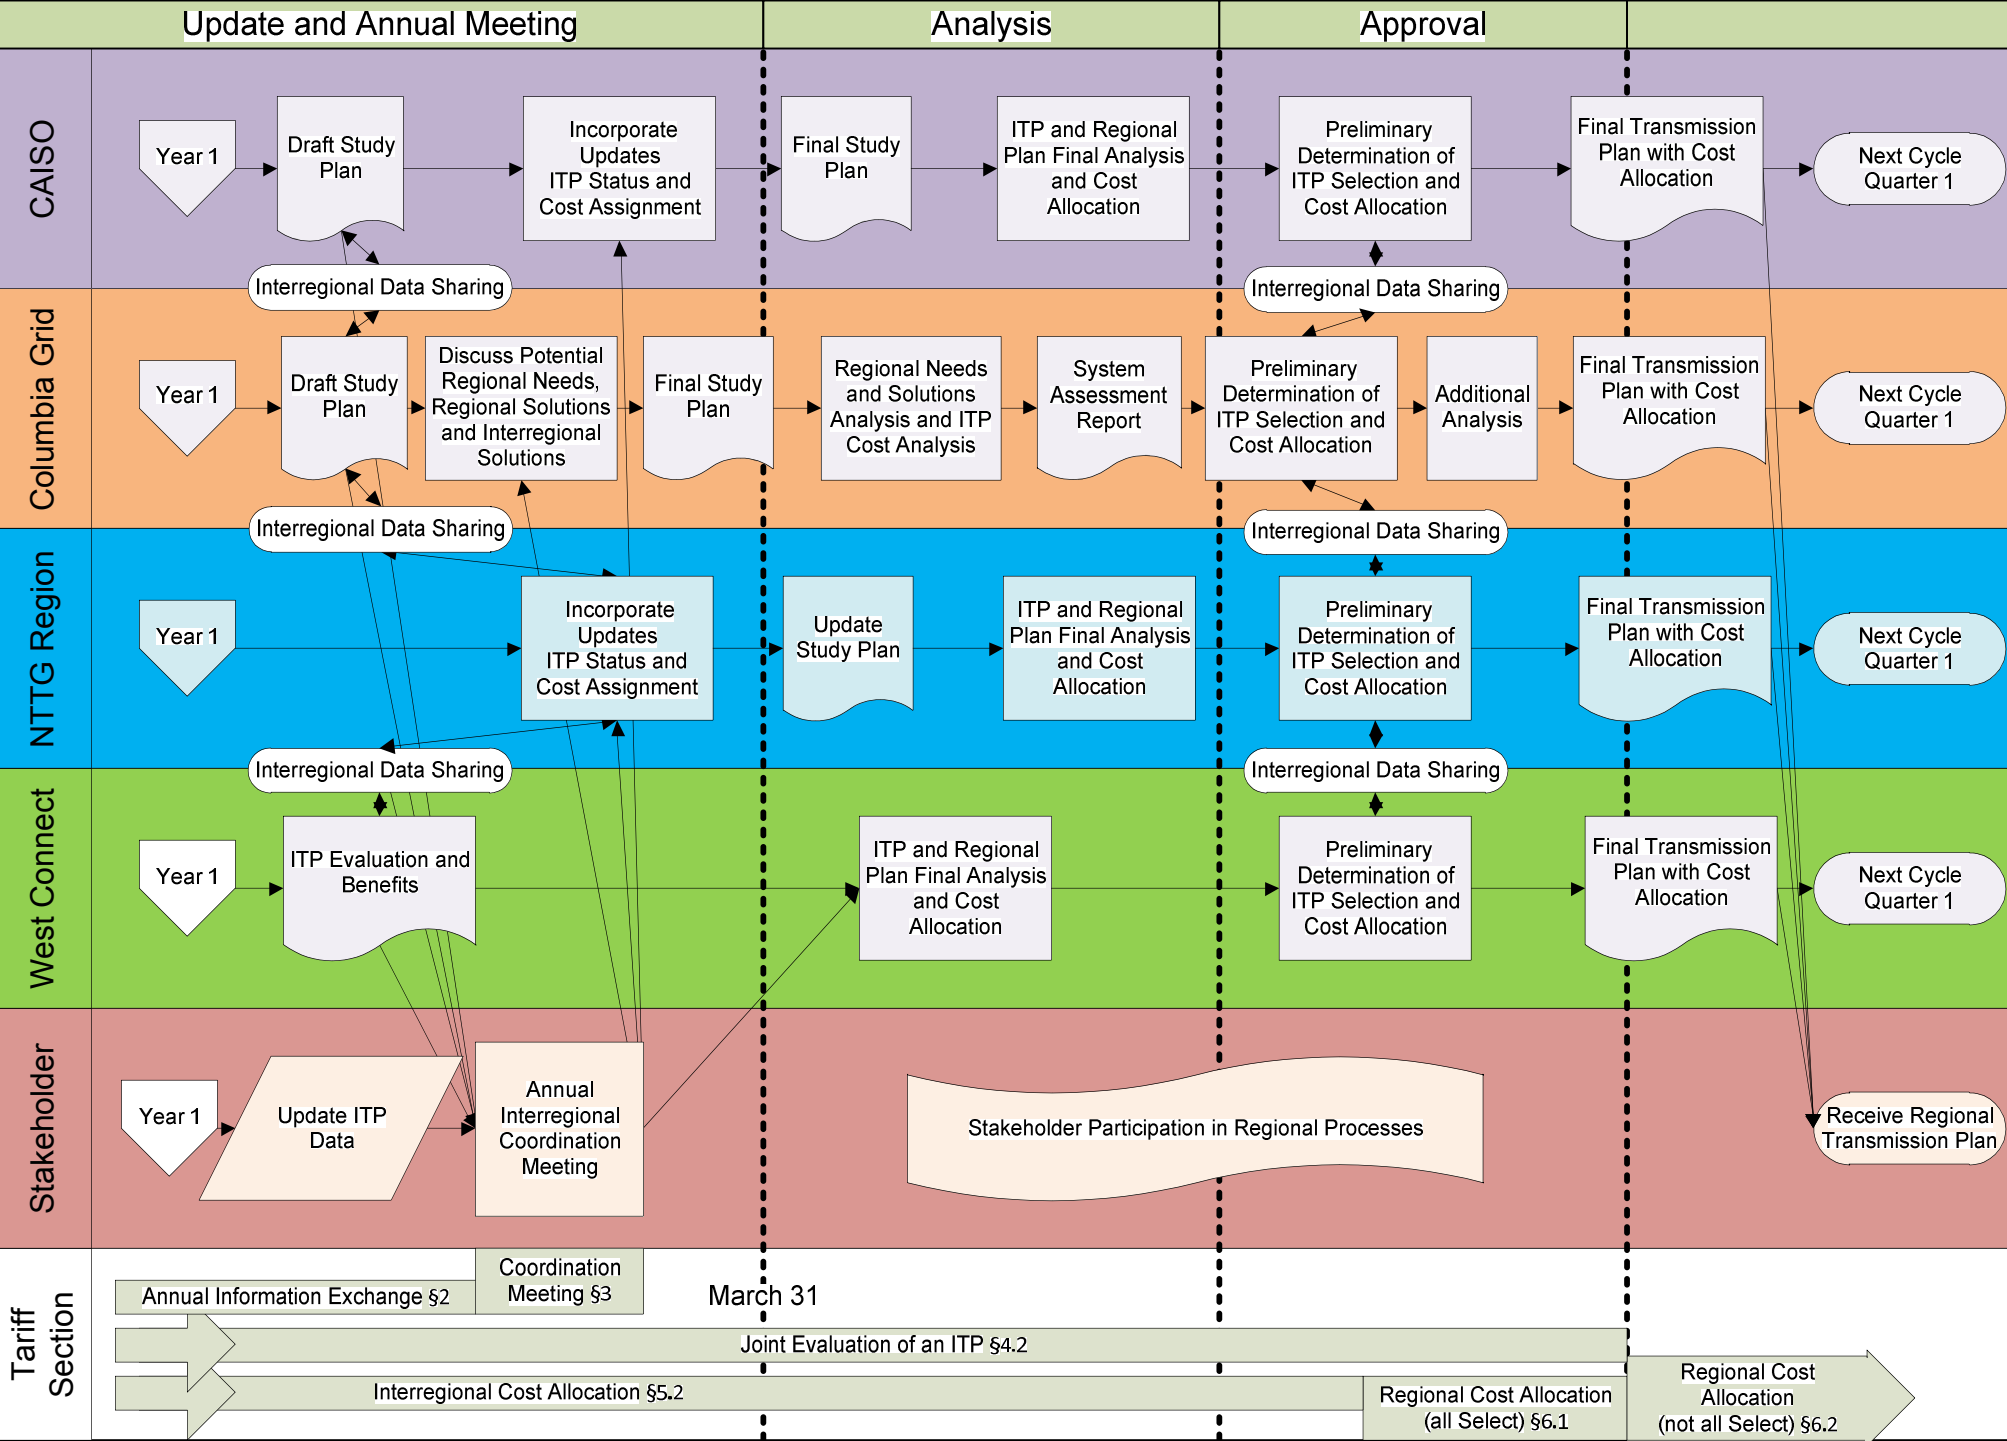 Update and Annual Meeting
Analysis
Approval
CAISO
Year 1
Draft Study
Plan
Incorporate
Updates
ITP Status and
Cost Assignment
Final Study
Plan
ITP and Regional
Plan Final Analysis
and Cost
Allocation
Preliminary
Determination of
ITP Selection and
Cost Allocation
Final Transmission
Plan with Cost
Allocation
Next Cycle
Quarter 1
Interregional Data Sharing
Interregional Data Sharing
Columbia Grid
Year 1
Draft Study
Plan
Discuss Potential
Regional Needs,
Regional Solutions
and Interregional
Solutions
Final Study
Plan
Regional Needs
and Solutions
Analysis and ITP
Cost Analysis
System
Assessment
Report
Preliminary
Determination of
ITP Selection and
Cost Allocation
Additional
Analysis
Final Transmission
Plan with Cost
Allocation
Next Cycle
Quarter 1
Interregional Data Sharing
Interregional Data Sharing
NTTG Region
Year 1
Incorporate
Updates
ITP Status and
Cost Assignment
Update
Study Plan
ITP and Regional
Plan Final Analysis
and Cost
Allocation
Preliminary
Determination of
ITP Selection and
Cost Allocation
Final Transmission
Plan with Cost
Allocation
Next Cycle
Quarter 1
Interregional Data Sharing
Interregional Data Sharing
West Connect
Year 1
ITP Evaluation and
Benefits
ITP and Regional
Plan Final Analysis
and Cost
Allocation
Preliminary
Determination of
ITP Selection and
Cost Allocation
Final Transmission
Plan with Cost
Allocation
Next Cycle
Quarter 1
Stakeholder
Year 1
Update ITP
Data
Annual
Interregional
Coordination
Meeting
Stakeholder Participation in Regional Processes
Receive Regional
Transmission Plan
Tariff
Section
Annual Information Exchange §2
Coordination
Meeting §3
March 31
Joint Evaluation of an ITP §4.2
Interregional Cost Allocation §5.2
Regional Cost Allocation
(all Select) §6.1
Regional Cost
Allocation
(not all Select) §6.2